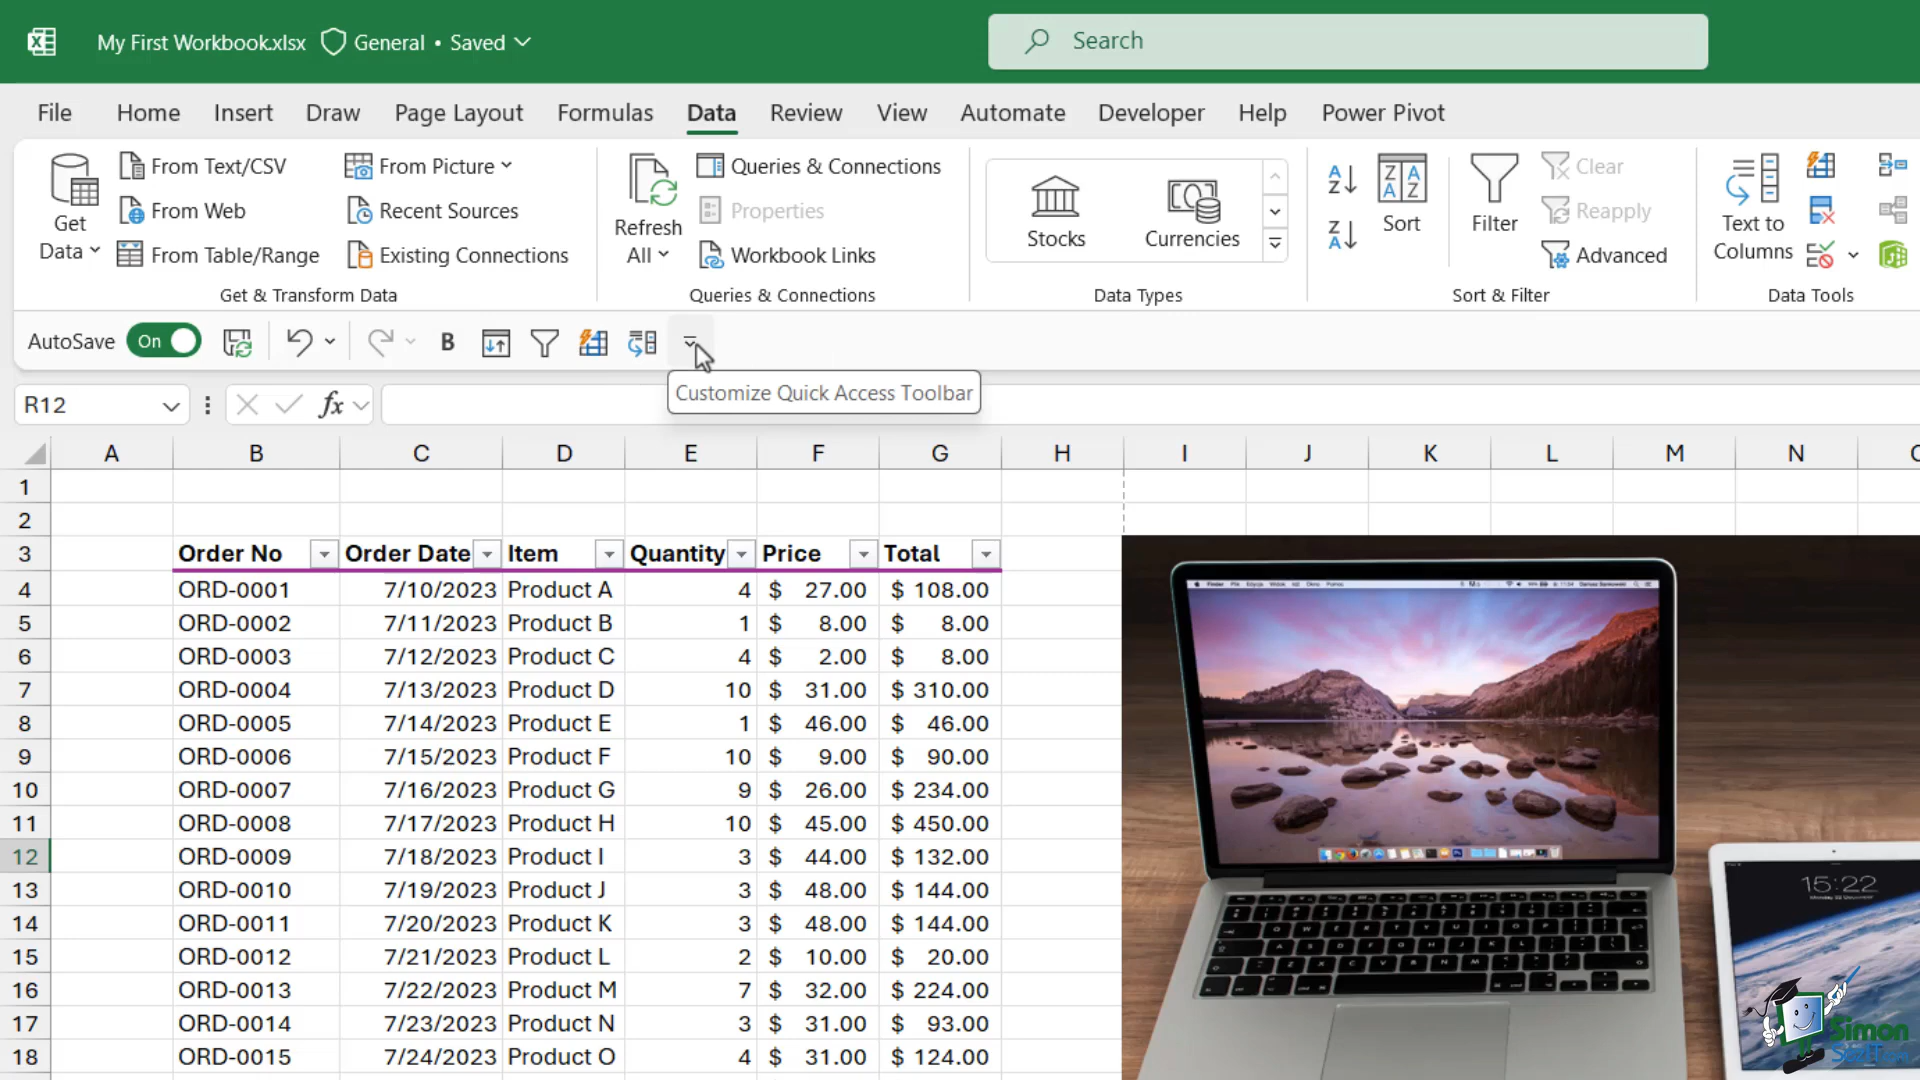 My First Workbook.xlsx General • Saved
Search
File Home Insert Draw Page Layout Formulas Data Review View Automate Developer Help Power Pivot
Get Data
From Text/CSV
From Web
From Table/Range
From Picture
Recent Sources
Existing Connections
Get & Transform Data
Refresh All
Queries & Connections
Properties
Workbook Links
Queries & Connections
Stocks
Currencies
Data Types
Sort
Filter
Clear
Reapply
Advanced
Sort & Filter
Text to Columns
Data Tools
AutoSave On B
Customize Quick Access Toolbar
R12 fx
A B C D E F G H I J K L M N
1
2
3 Order No Order Date Item Quantity Price Total
4 ORD-0001 7/10/2023 Product A 4 $ 27.00 $ 108.00
5 ORD-0002 7/11/2023 Product B 1 $ 8.00 $ 8.00
6 ORD-0003 7/12/2023 Product C 4 $ 2.00 $ 8.00
7 ORD-0004 7/13/2023 Product D 10 $ 31.00 $ 310.00
8 ORD-0005 7/14/2023 Product E 1 $ 46.00 $ 46.00
9 ORD-0006 7/15/2023 Product F 10 $ 9.00 $ 90.00
10 ORD-0007 7/16/2023 Product G 9 $ 26.00 $ 234.00
11 ORD-0008 7/17/2023 Product H 10 $ 45.00 $ 450.00
12 ORD-0009 7/18/2023 Product I 3 $ 44.00 $ 132.00
13 ORD-0010 7/19/2023 Product J 3 $ 48.00 $ 144.00
14 ORD-0011 7/20/2023 Product K 3 $ 48.00 $ 144.00
15 ORD-0012 7/21/2023 Product L 2 $ 10.00 $ 20.00
16 ORD-0013 7/22/2023 Product M 7 $ 32.00 $ 224.00
17 ORD-0014 7/23/2023 Product N 3 $ 31.00 $ 93.00
18 ORD-0015 7/24/2023 Product O 4 $ 31.00 $ 124.00
15:22
Simon
SezIT.com